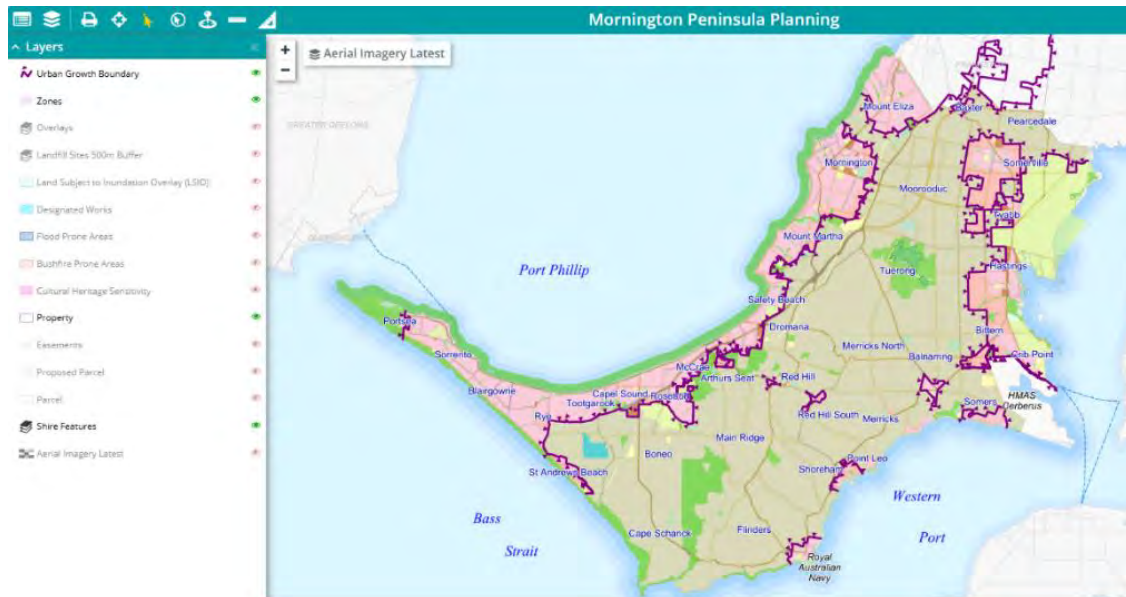 Mornington Peninsula Planning
Layers
Urban Growth Boundary
Zones
Overlays
Landfill Sites 500m Buffer
Land Subject to Inundation Overlay (LSIO)
Designated Works
Flood Prone Areas
Bushfire Prone Areas
Cultural Heritage Sensitivity
Property
Easements
Proposed Parcel
Parcel
Shire Features
Aerial Imagery Latest
+
−
Aerial Imagery Latest
GREATER GEELONG
Mount Eliza
Baxter
Pearcedale
Mornington
Somerville
Moorooduc
Tyabb
Mount Martha
Port Phillip
Tuerong
Hastings
Safety Beach
Portsea
Dromana
Bittern
Sorrento
Merricks North
Balnarring
Crib Point
McCrae
Arthurs Seat
Red Hill
Blairgowrie
Capel Sound
Rosebud
HMAS
Cerberus
Tootgarook
Somers
Rye
Red Hill South
Merricks
Main Ridge
Boneo
Point Leo
St Andrews Beach
Shoreham
Western
Port
Bass
Strait
Cape Schanck
Flinders
Royal
Australian
Navy